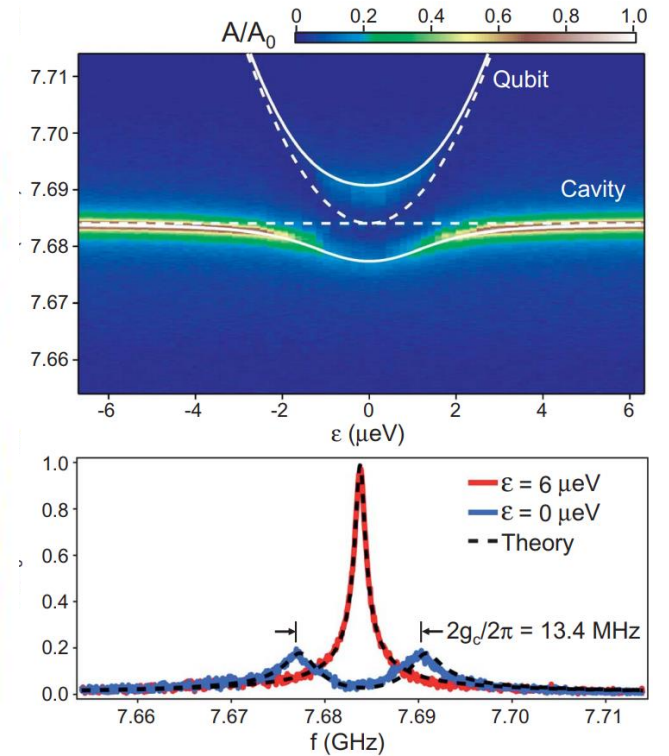 A/A₀ 0 0.2 0.4 0.6 0.8 1.0
7.71
Qubit
7.70
7.69
Cavity
7.68
7.67
7.66
-6 -4 -2 0 2 4 6
ε (µeV)
1.0
ε = 6 µeV
0.8
ε = 0 µeV
0.6
Theory
0.4
2g_c/2π = 13.4 MHz
0.2
0.0
7.66 7.67 7.68 7.69 7.70 7.71
f (GHz)